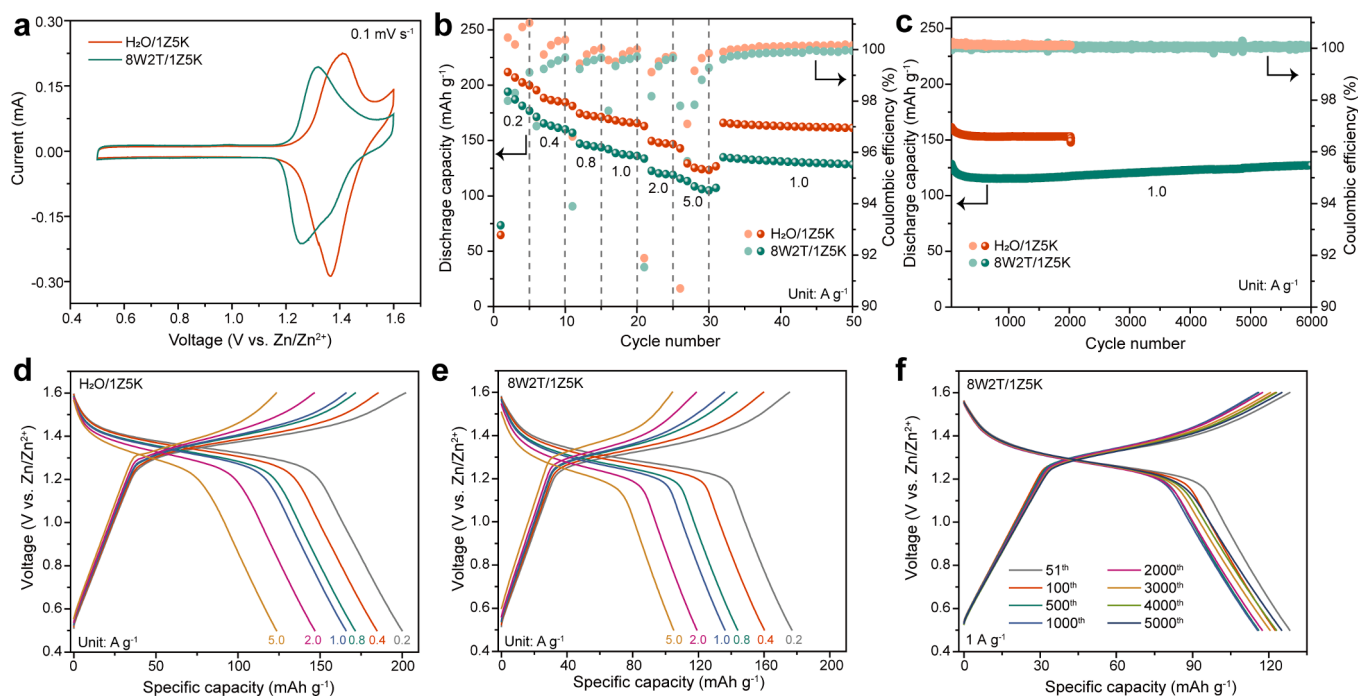 a
0.1 mV s⁻¹
H₂O/1Z5K
8W2T/1Z5K
Current (mA)
0.15
0.00
-0.15
-0.30
0.4 0.6 0.8 1.0 1.2 1.4 1.6
Voltage (V vs. Zn/Zn²⁺)
b
Dischrage capacity (mAh g⁻¹)
250
200
150
100
50
0
0.2
0.4
0.8
1.0
2.0
5.0
1.0
H₂O/1Z5K
8W2T/1Z5K
Unit: A g⁻¹
100
98
96
94
92
90
Coulombic efficiency (%)
0 10 20 30 40 50
Cycle number
c
Discharge capacity (mAh g⁻¹)
250
200
150
100
50
0
1.0
H₂O/1Z5K
8W2T/1Z5K
Unit: A g⁻¹
100
99
98
97
96
95
94
93
92
91
90
Coulombic efficiency (%)
1000 2000 3000 4000 5000 6000
Cycle number
d
H₂O/1Z5K
Voltage (V vs. Zn/Zn²⁺)
1.6
1.4
1.2
1.0
0.8
0.6
0.4
Unit: A g⁻¹
5.0 2.0 1.0 0.8 0.4 0.2
0 50 100 150 200
Specific capacity (mAh g⁻¹)
e
8W2T/1Z5K
Voltage (V vs. Zn/Zn²⁺)
1.6
1.4
1.2
1.0
0.8
0.6
0.4
Unit: A g⁻¹
5.0 2.0 1.0 0.8 0.4 0.2
0 40 80 120 160 200
Specific capacity (mAh g⁻¹)
f
8W2T/1Z5K
Voltage (V vs. Zn/Zn²⁺)
1.6
1.4
1.2
1.0
0.8
0.6
0.4
51ᵗʰ 2000ᵗʰ
100ᵗʰ 3000ᵗʰ
500ᵗʰ 4000ᵗʰ
1000ᵗʰ 5000ᵗʰ
1 A g⁻¹
0 30 60 90 120
Specific capacity (mAh g⁻¹)